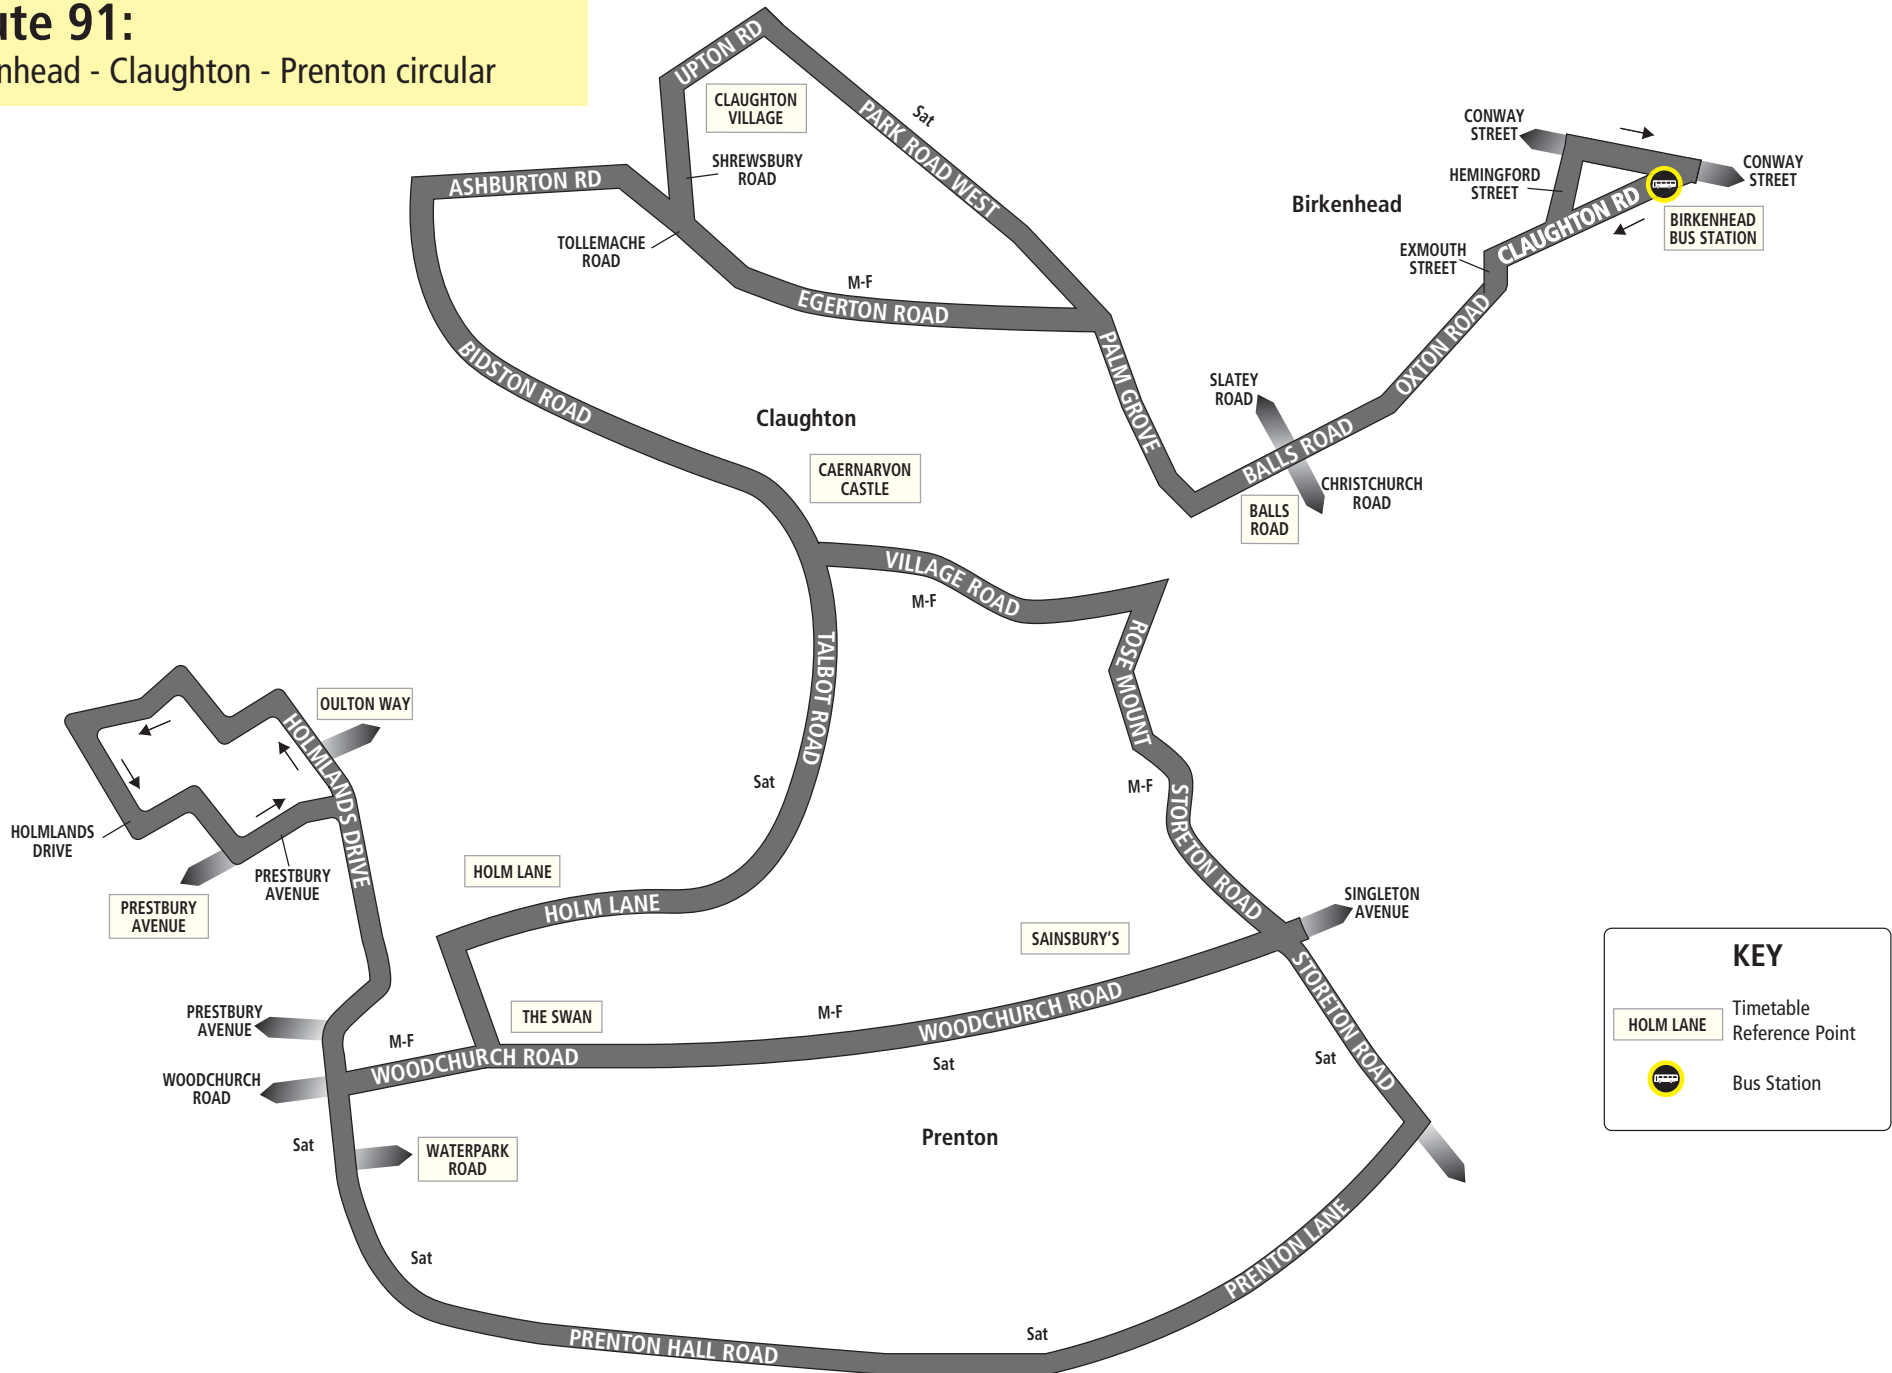 ute 91:
nhead - Claughton - Prenton circular
UPTON RD
CLAUGHTON
VILLAGE
SHREWSBURY
ROAD
ASHBURTON RD
TOLLEMACHE
ROAD
PARK ROAD WEST
Sat
M-F
EGERTON ROAD
Birkenhead
CONWAY
STREET
CONWAY
STREET
HEMINGFORD
STREET
CLAUGHTON RD
BIRKENHEAD
BUS STATION
EXMOUTH
STREET
OXTON ROAD
PALM GROVE
SLATEY
ROAD
BALLS ROAD
CHRISTCHURCH
ROAD
BALLS
ROAD
BIDSTON ROAD
Claughton
CAERNARVON
CASTLE
VILLAGE ROAD
M-F
ROSE MOUNT
TALBOT ROAD
Sat
M-F
STORETON ROAD
OULTON WAY
HOLMLANDS DRIVE
HOLMLANDS
DRIVE
PRESTBURY
AVENUE
PRESTBURY
AVENUE
HOLM LANE
HOLM LANE
SINGLETON
AVENUE
SAINSBURY'S
PRESTBURY
AVENUE
THE SWAN
M-F
M-F
WOODCHURCH ROAD
WOODCHURCH ROAD
Sat
STORETON ROAD
Sat
WOODCHURCH
ROAD
Sat
WATERPARK
ROAD
Prenton
Sat
PRENTON LANE
Sat
PRENTON HALL ROAD
KEY
HOLM LANE
Timetable
Reference Point
Bus Station